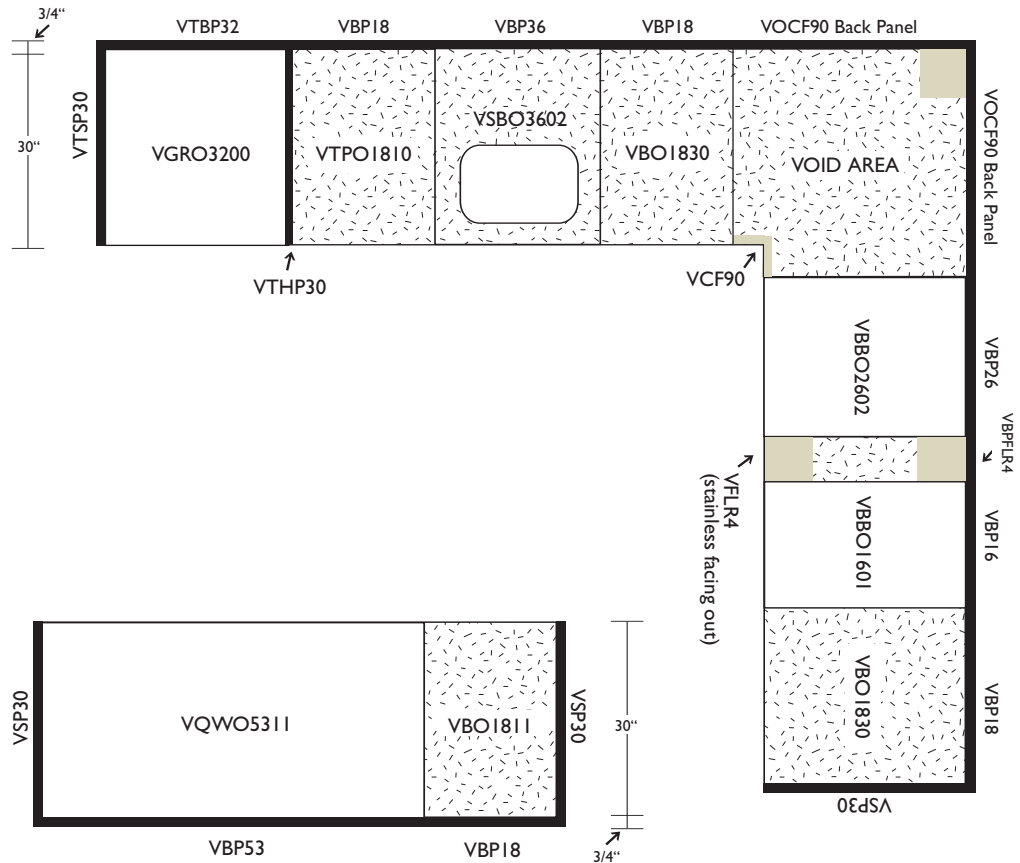 3/4“
VTBP32
VBP18
VBP36
VBP18
VOCF90 Back Panel
VTSP30
30“
VGRO3200
VTPO1810
VSBO3602
VBO1830
VOID AREA
VOCF90 Back Panel
VTHP30
VCF90
VBBO2602
VBP26
VBPFLR4
VFLR4
(stainless facing out)
VBBO1601
VBP16
VSP30
VQWO5311
VBO1811
VSP30
30“
VBO1830
VBP18
VSP30
VBP53
VBP18
3/4“